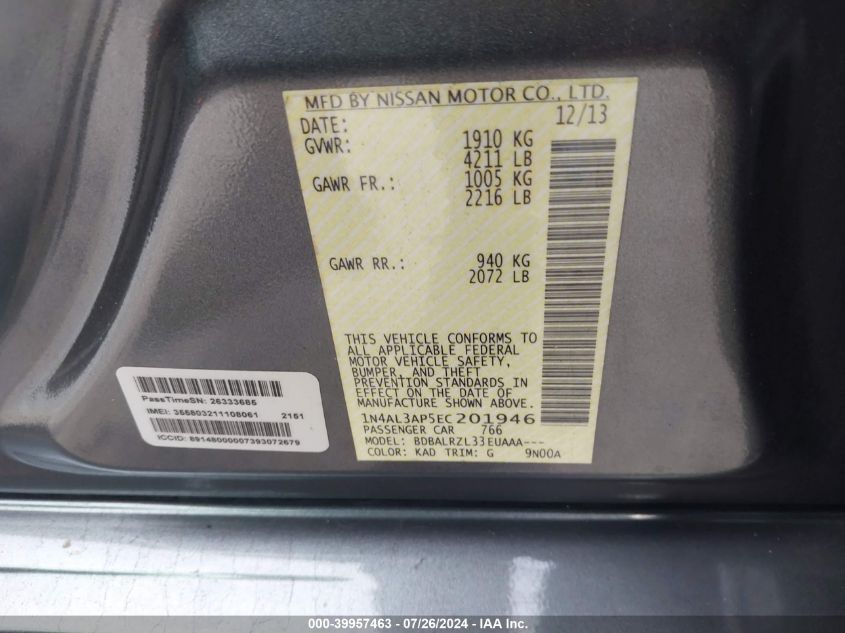 MFD BY NISSAN MOTOR CO., LTD.
DATE: 12/13
GVWR: 1910 KG
4211 LB
GAWR FR.: 1005 KG
2216 LB
GAWR RR.: 940 KG
2072 LB
THIS VEHICLE CONFORMS TO
ALL APPLICABLE FEDERAL
MOTOR VEHICLE SAFETY,
BUMPER, AND THEFT
PREVENTION STANDARDS
IN EFFECT ON THE DATE OF
MANUFACTURE SHOWN ABOVE.
1N4AL3AP5EC201946
PASSENGER CAR 766
MODEL: BDBALRZL33EUAAA---
COLOR: KAD TRIM: G 9N00A
PassTimeSN: 26333685
IMEI: 355803211108061 2151
ICCID: 89148000007393072679
000-39957463 - 07/26/2024 - IAA Inc.